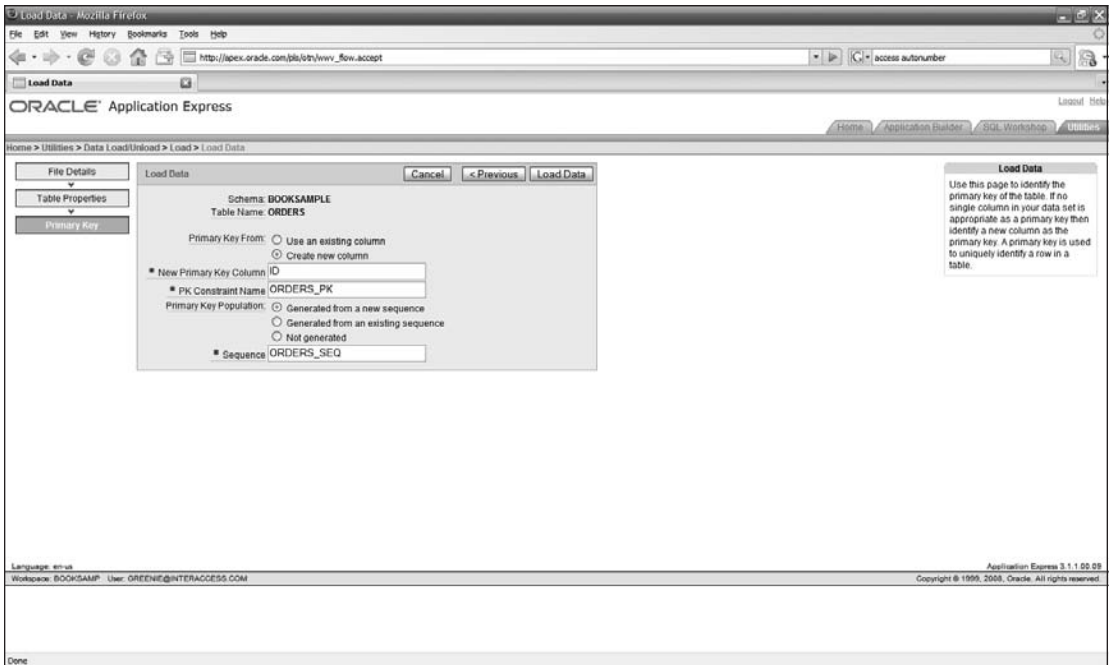 Load Data - Mozilla Firefox
File Edit View History Bookmarks Tools Help
http://apex.oracle.com/pls/otn/wwv_flow.accept
access autonumber
Load Data
ORACLE Application Express
Logout Help
Home Application Builder SQL Workshop Utilities
Home > Utilities > Data Load/Unload > Load > Load Data
File Details
Table Properties
Primary Key
Load Data
Cancel < Previous Load Data
Schema: BOOKSAMPLE
Table Name: ORDERS
Primary Key From: Use an existing column
Create new column
* New Primary Key Column ID
* PK Constraint Name ORDERS_PK
Primary Key Population: Generated from a new sequence
Generated from an existing sequence
Not generated
* Sequence ORDERS_SEQ
Load Data
Use this page to identify the
primary key of the table. If no
single column in your data set is
appropriate as a primary key then
identify a new column as the
primary key. A primary key is used
to uniquely identify a row in a
table.
Language: en-us
Application Express 3.1.1.00.09
Workspace: BOOKSAMP User: GREENIE@INTERACCESS.COM
Copyright © 1999, 2008, Oracle. All rights reserved.
Done